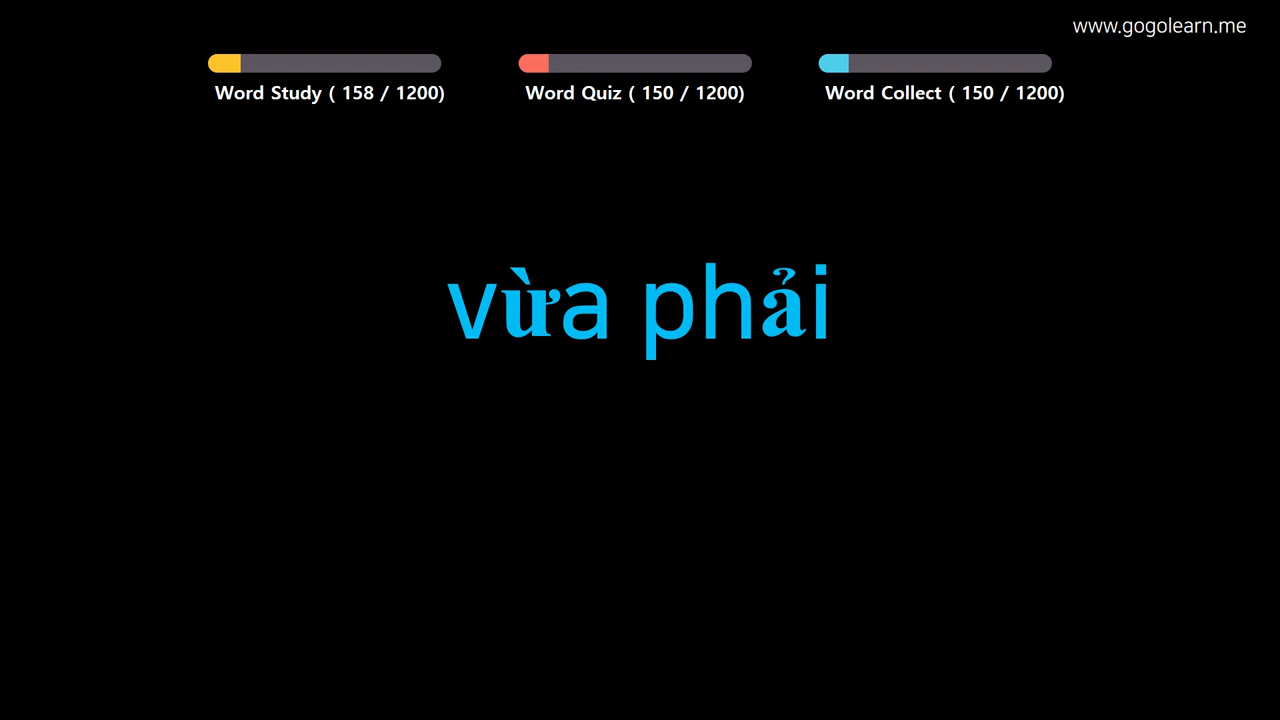 www.gogolearn.me
Word Study ( 158 / 1200)
Word Quiz ( 150 / 1200)
Word Collect ( 150 / 1200)
vừa phải